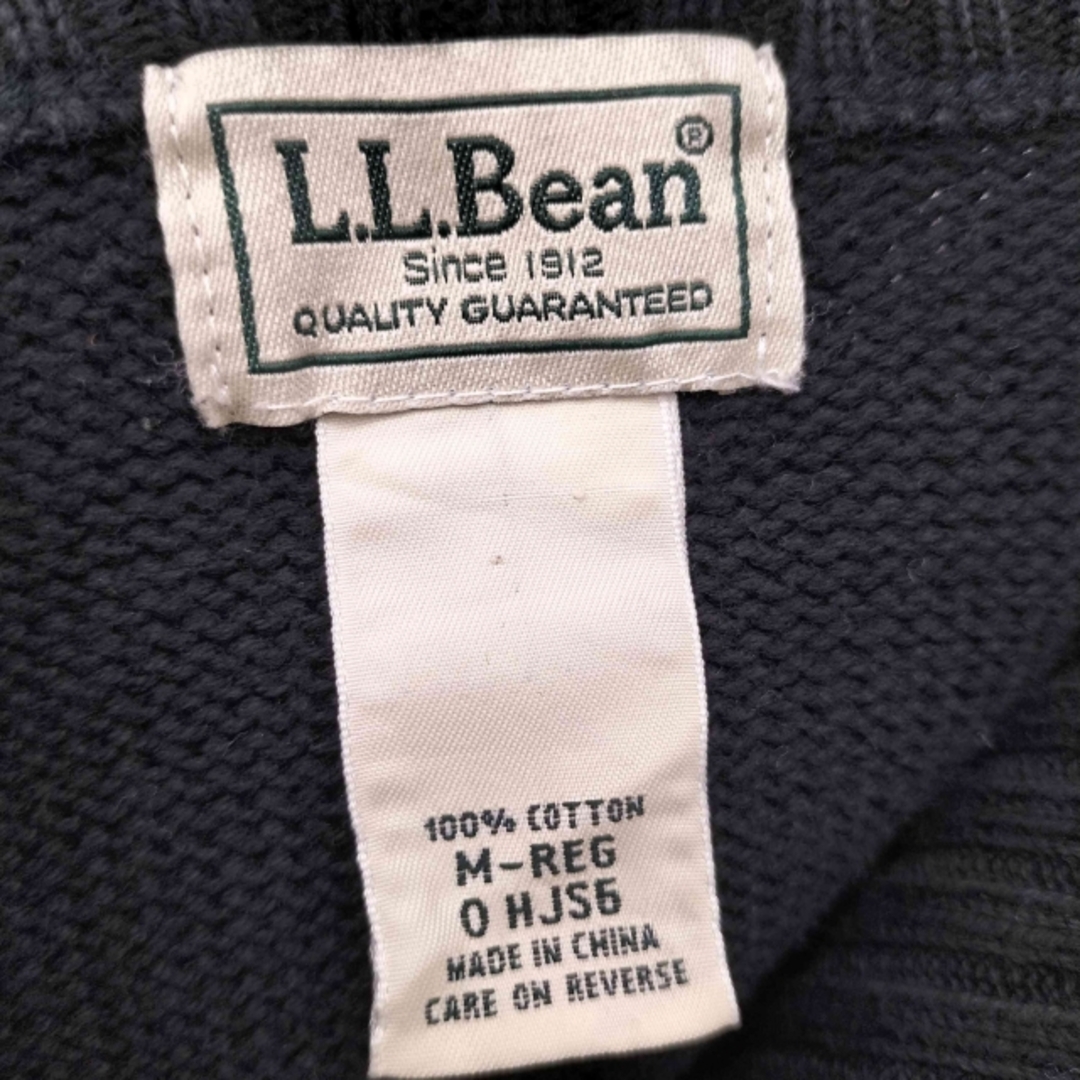 L.L.Bean®
Since 1912
QUALITY GUARANTEED
100% COTTON
M-REG
0 HJS6
MADE IN CHINA
CARE ON REVERSE